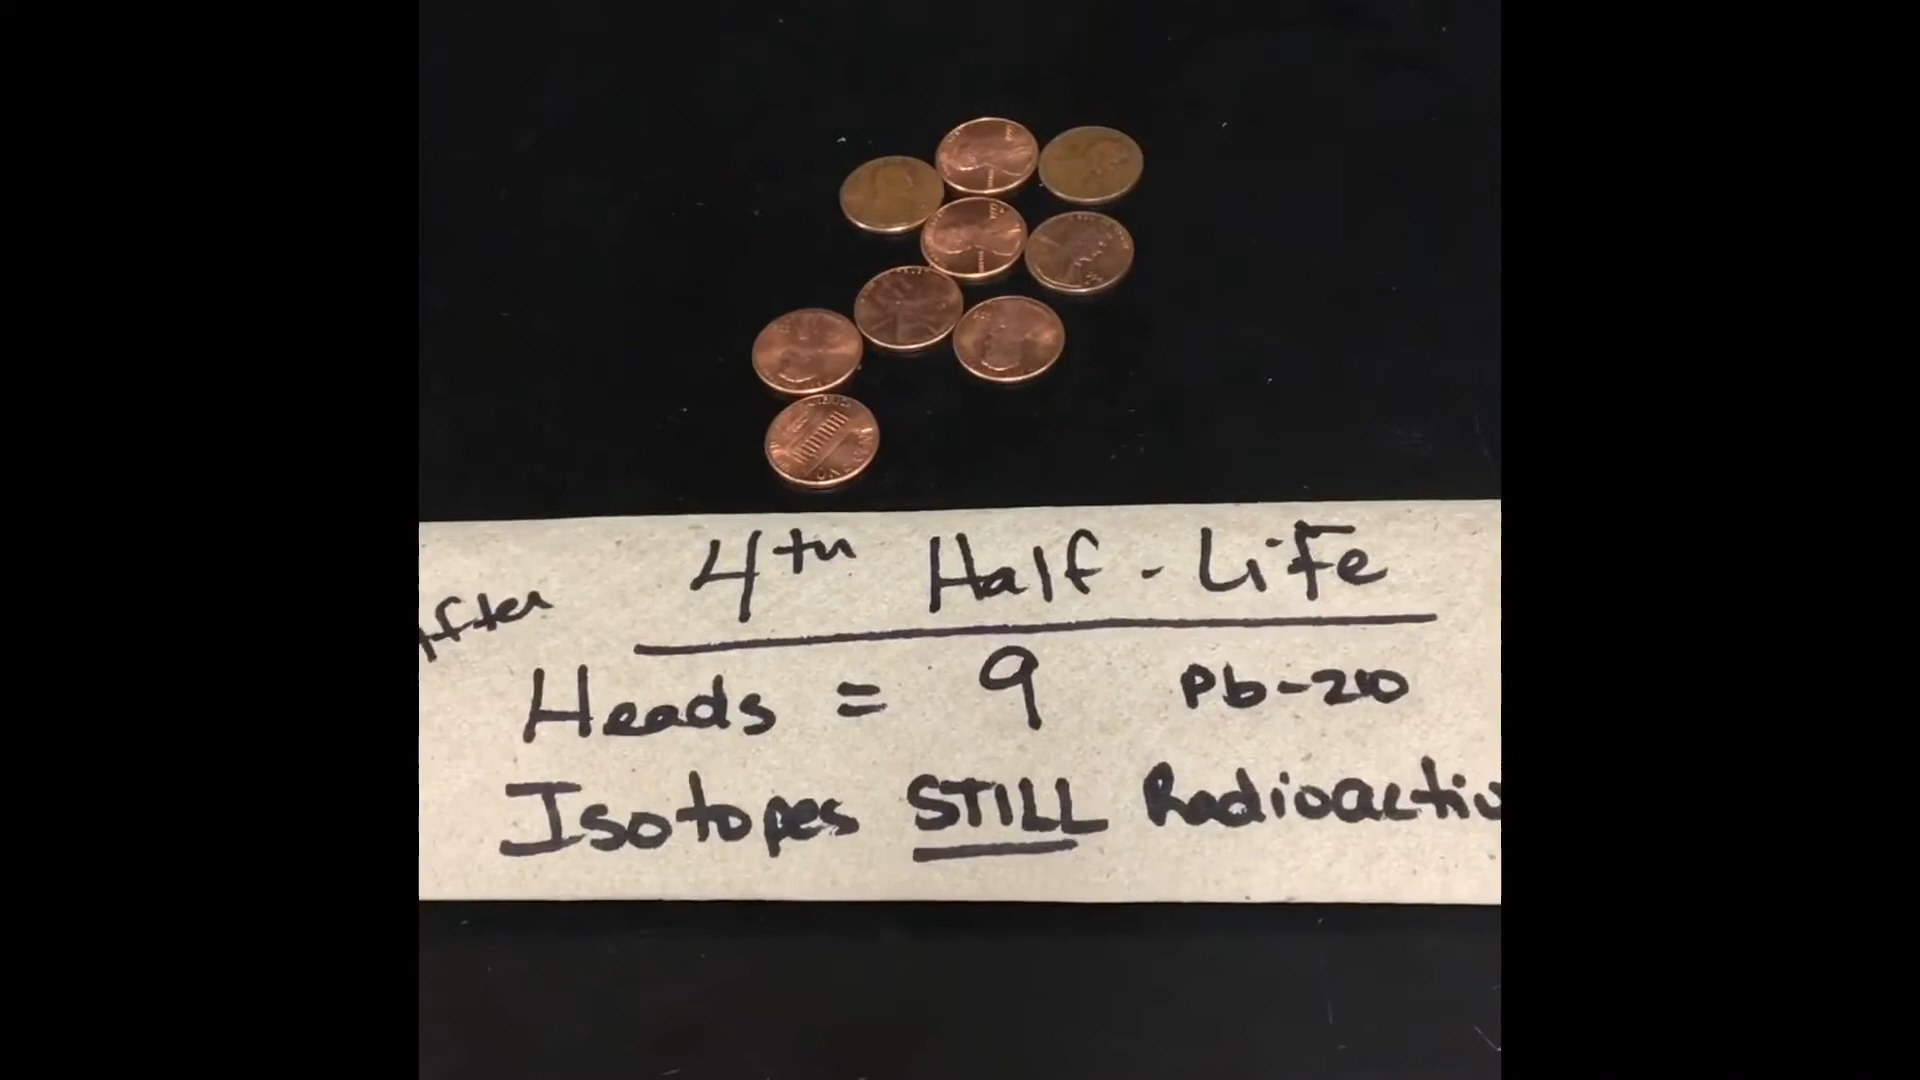 4th Half-Life
After
Heads = 9 Pb-210
Isotopes STILL Radioactiv